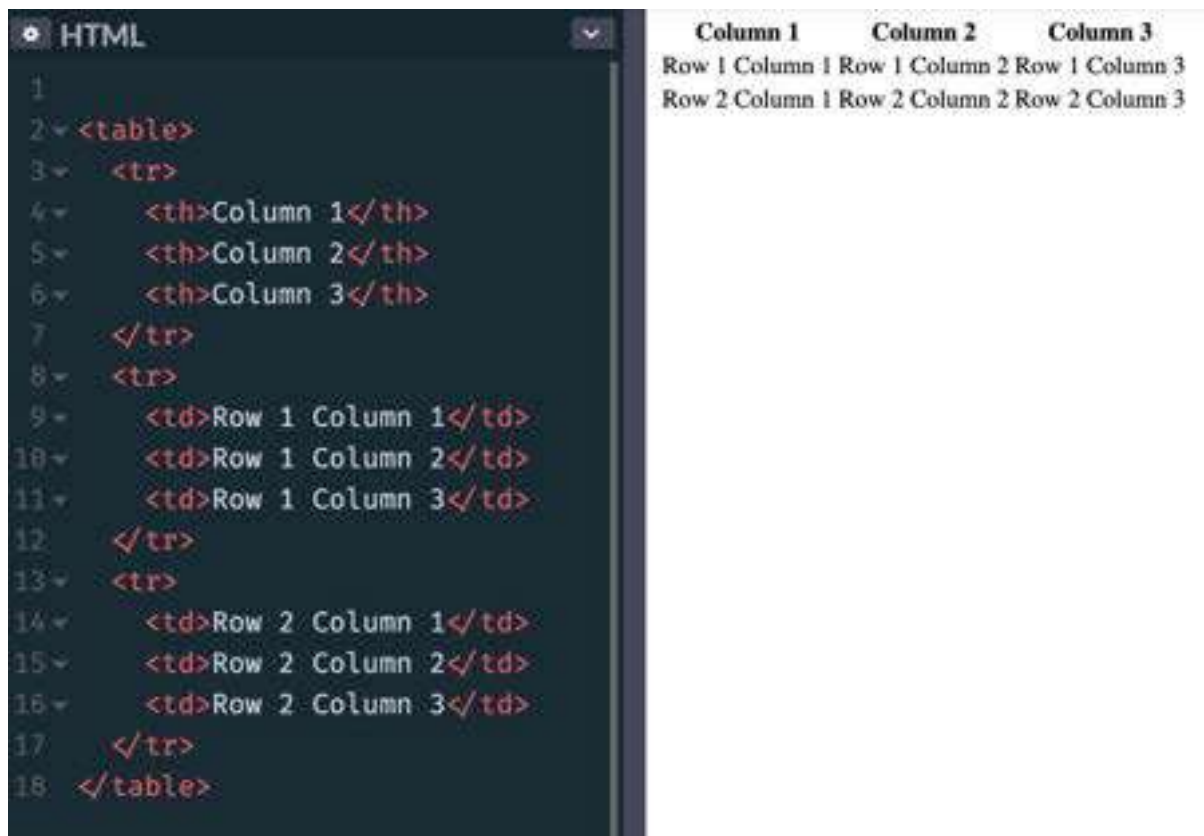 HTML
1
2 <table>
3 <tr>
4 <th>Column 1</th>
5 <th>Column 2</th>
6 <th>Column 3</th>
7 </tr>
8 <tr>
9 <td>Row 1 Column 1</td>
10 <td>Row 1 Column 2</td>
11 <td>Row 1 Column 3</td>
12 </tr>
13 <tr>
14 <td>Row 2 Column 1</td>
15 <td>Row 2 Column 2</td>
16 <td>Row 2 Column 3</td>
17 </tr>
18 </table>
Column 1 Column 2 Column 3
Row 1 Column 1 Row 1 Column 2 Row 1 Column 3
Row 2 Column 1 Row 2 Column 2 Row 2 Column 3